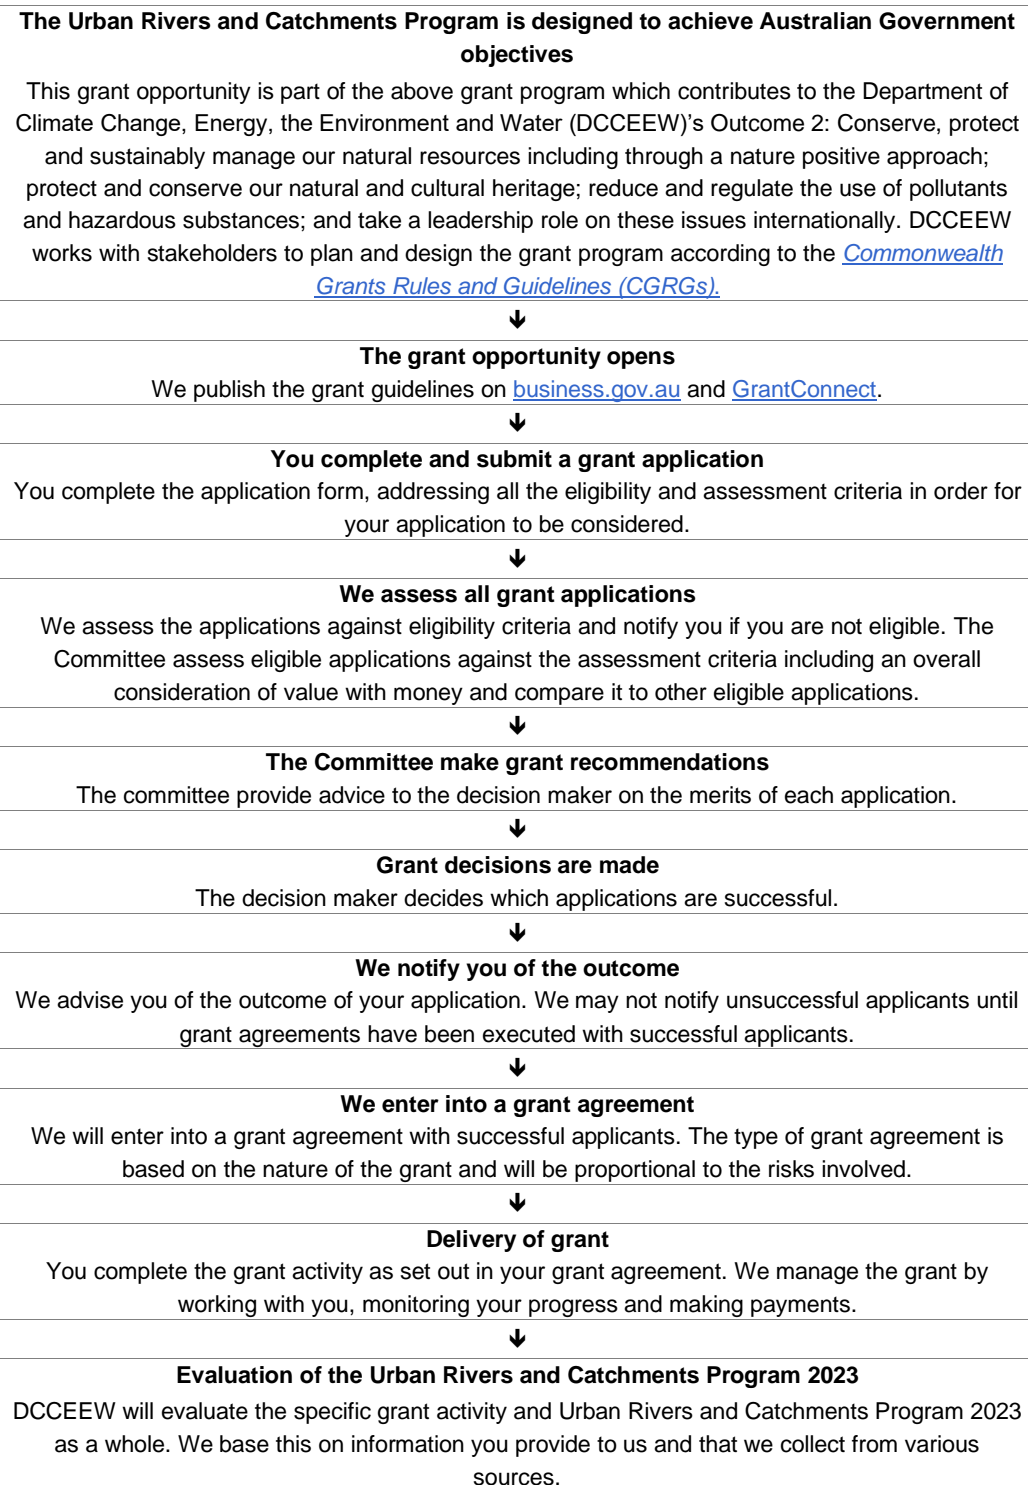 The Urban Rivers and Catchments Program is designed to achieve Australian Government
objectives
This grant opportunity is part of the above grant program which contributes to the Department of
Climate Change, Energy, the Environment and Water (DCCEEW)’s Outcome 2: Conserve, protect
and sustainably manage our natural resources including through a nature positive approach;
protect and conserve our natural and cultural heritage; reduce and regulate the use of pollutants
and hazardous substances; and take a leadership role on these issues internationally. DCCEEW
works with stakeholders to plan and design the grant program according to the Commonwealth
Grants Rules and Guidelines (CGRGs).
The grant opportunity opens
We publish the grant guidelines on business.gov.au and GrantConnect.
You complete and submit a grant application
You complete the application form, addressing all the eligibility and assessment criteria in order for
your application to be considered.
We assess all grant applications
We assess the applications against eligibility criteria and notify you if you are not eligible. The
Committee assess eligible applications against the assessment criteria including an overall
consideration of value with money and compare it to other eligible applications.
The Committee make grant recommendations
The committee provide advice to the decision maker on the merits of each application.
Grant decisions are made
The decision maker decides which applications are successful.
We notify you of the outcome
We advise you of the outcome of your application. We may not notify unsuccessful applicants until
grant agreements have been executed with successful applicants.
We enter into a grant agreement
We will enter into a grant agreement with successful applicants. The type of grant agreement is
based on the nature of the grant and will be proportional to the risks involved.
Delivery of grant
You complete the grant activity as set out in your grant agreement. We manage the grant by
working with you, monitoring your progress and making payments.
Evaluation of the Urban Rivers and Catchments Program 2023
DCCEEW will evaluate the specific grant activity and Urban Rivers and Catchments Program 2023
as a whole. We base this on information you provide to us and that we collect from various
sources.